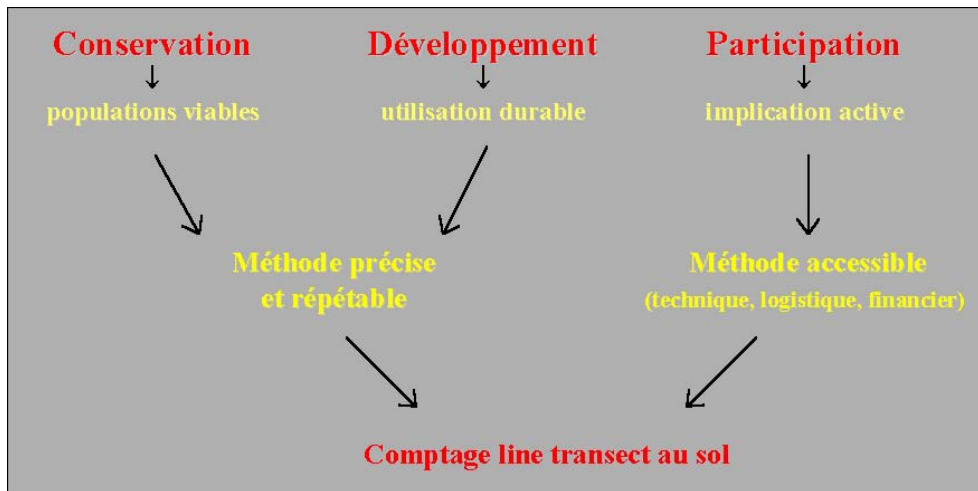 Conservation
Développement
Participation
populations viables
utilisation durable
implication active
Méthode précise
et répétable
Méthode accessible
(technique, logistique, financier)
Comptage line transect au sol